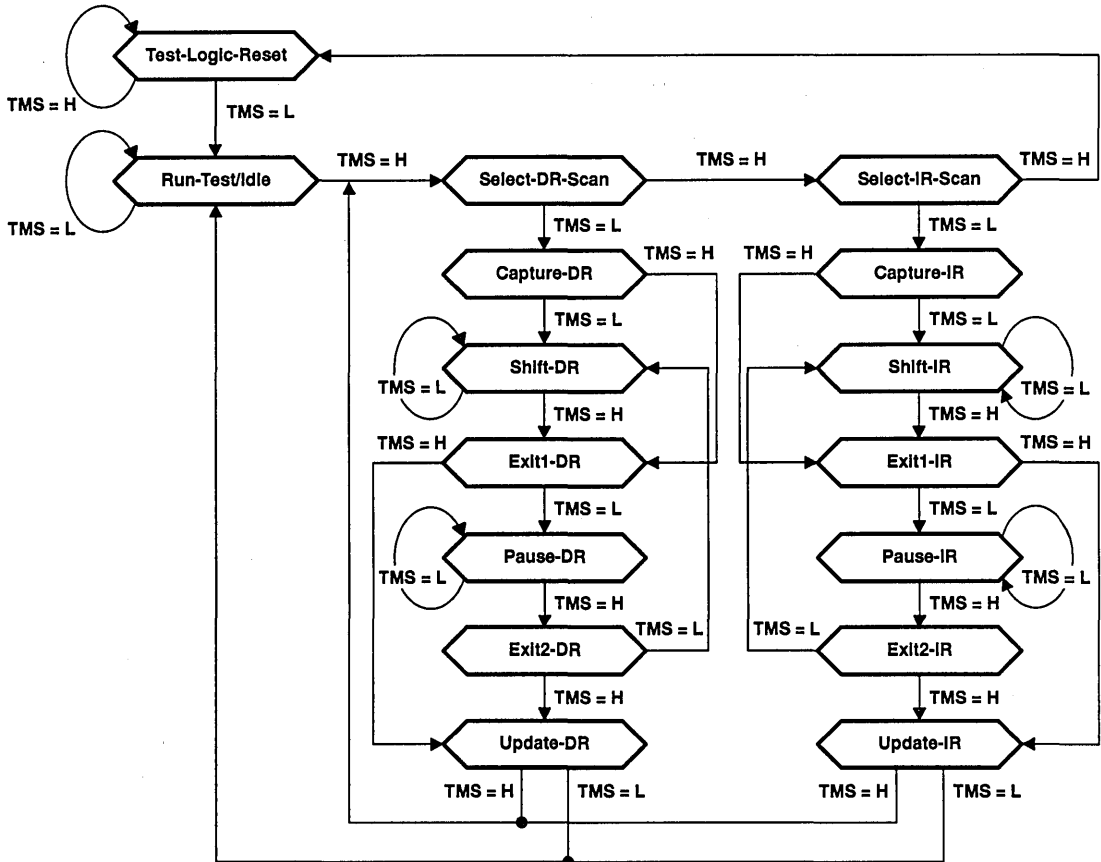 Test-Logic-Reset
TMS = H
TMS = L
Run-Test/Idle
TMS = H
Select-DR-Scan
TMS = H
Select-IR-Scan
TMS = H
TMS = L
TMS = L
TMS = L
Capture-DR
TMS = H
TMS = H
Capture-IR
TMS = L
TMS = L
Shift-DR
Shift-IR
TMS = L
TMS = L
TMS = H
TMS = H
TMS = H
Exit1-DR
Exit1-IR
TMS = H
TMS = L
TMS = L
Pause-DR
Pause-IR
TMS = L
TMS = L
TMS = H
TMS = H
Exit2-DR
TMS = L
TMS = L
Exit2-IR
TMS = H
TMS = H
Update-DR
Update-IR
TMS = H
TMS = L
TMS = H
TMS = L